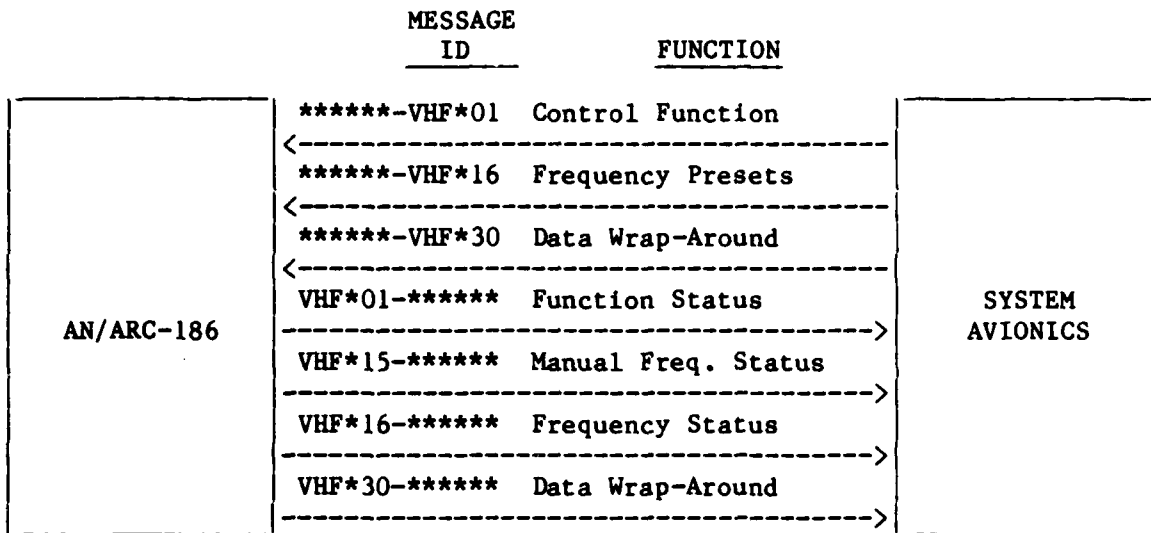 MESSAGE
ID FUNCTION
******-VHF*01 Control Function
******-VHF*16 Frequency Presets
******-VHF*30 Data Wrap-Around
VHF*01-****** Function Status
AN/ARC-186
SYSTEM
AVIONICS
VHF*15-****** Manual Freq. Status
VHF*16-****** Frequency Status
VHF*30-****** Data Wrap-Around